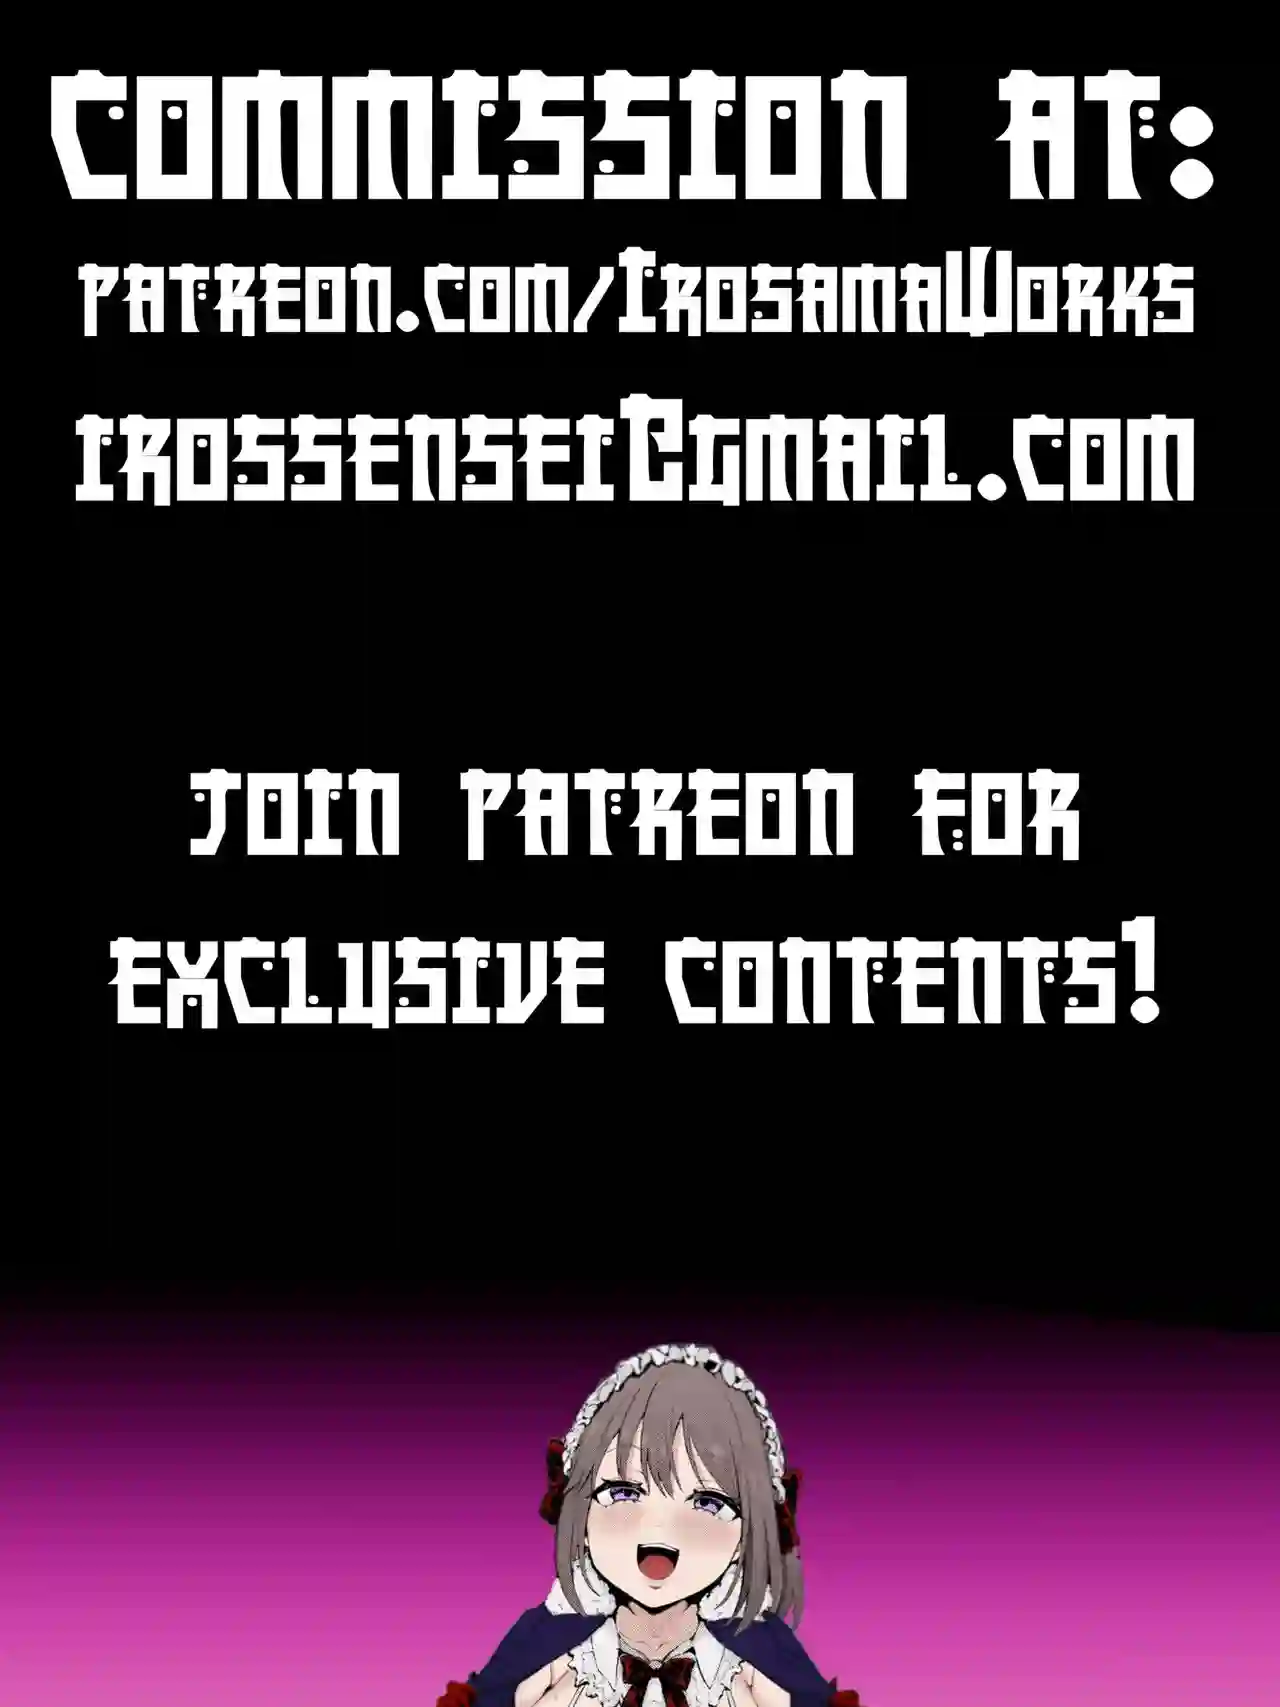 COMMISSION AT:
PATREON.COM/IROSAMAWORKS
IROSSENSEI@GMAIL.COM
JOIN PATREON FOR
EXCLUSIVE CONTENTS!